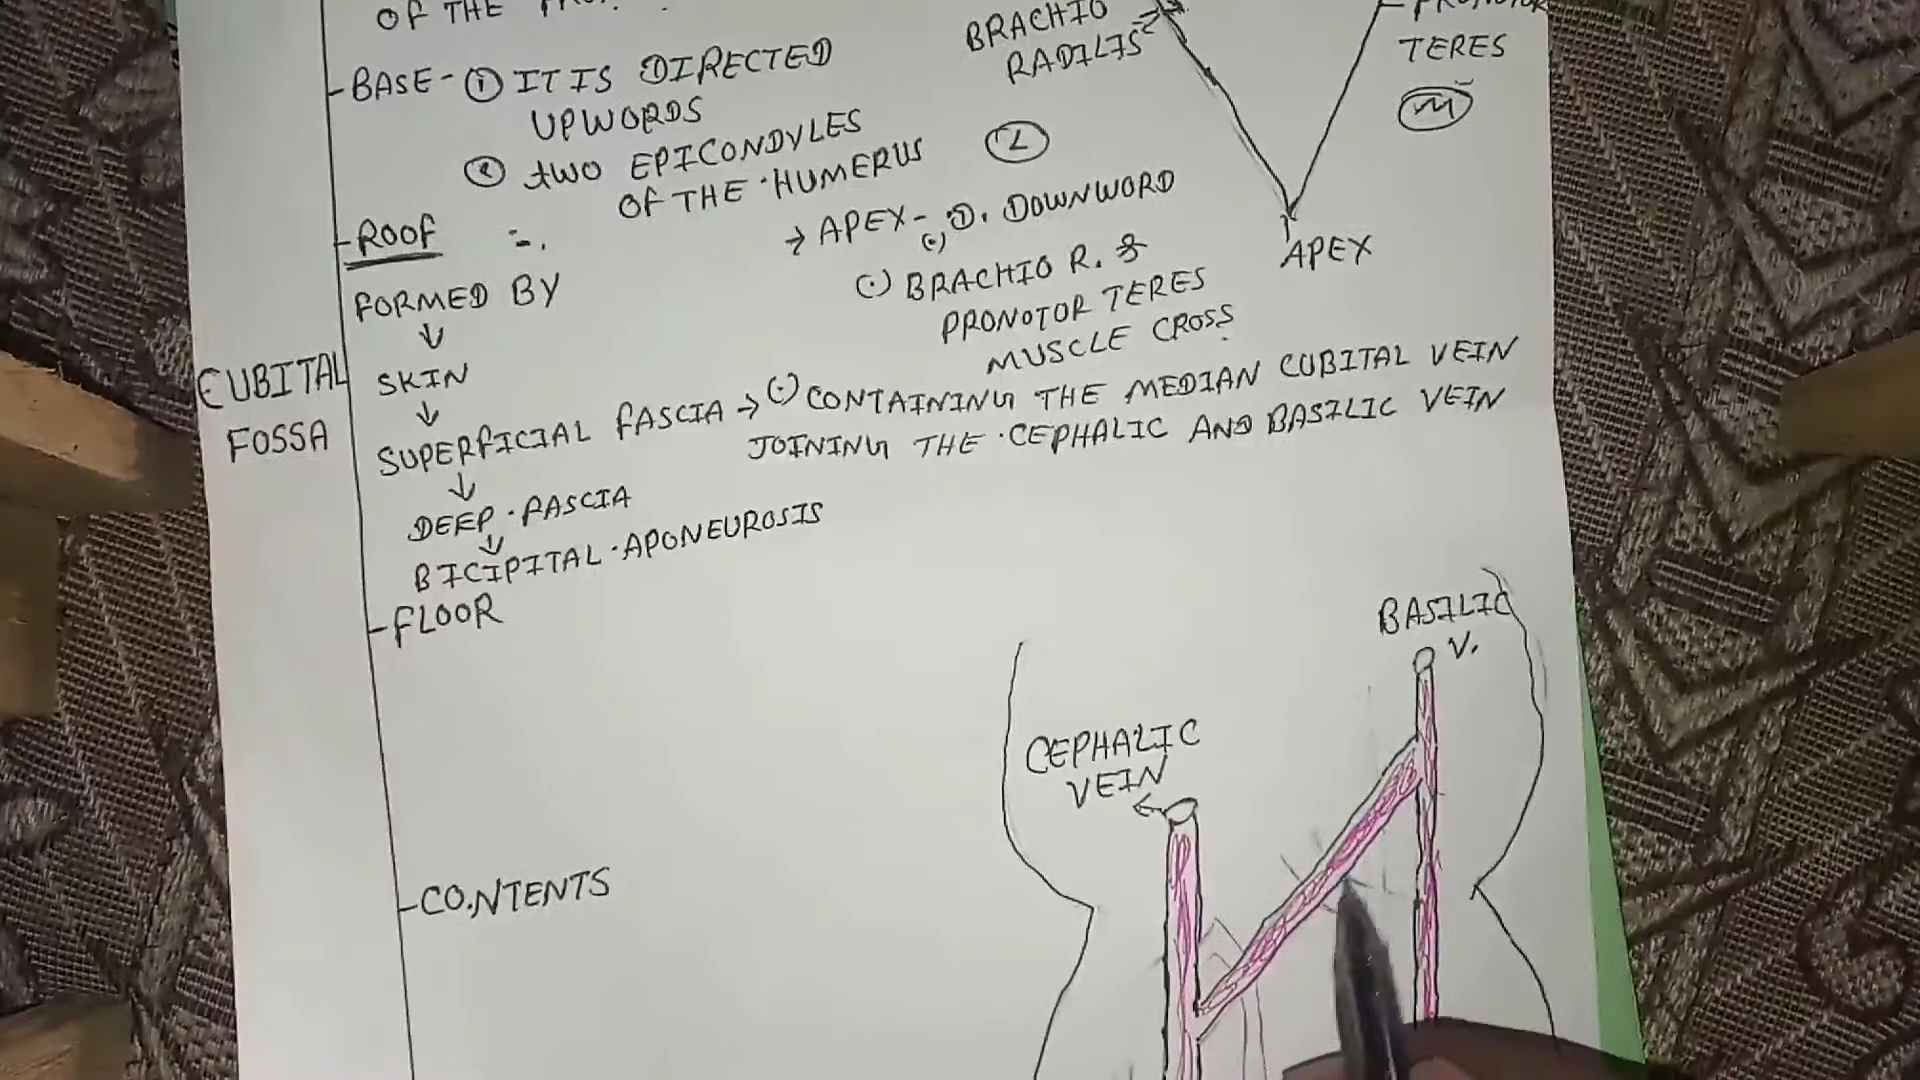 OF THE
BASE- ① IT IS DIRECTED
UPWORDS
② TWO EPICONDYLES
OF THE HUMERUS
ROOF :-.
FORMED BY
↓
SKIN
↓
SUPERFICIAL FASCIA → (·) CONTAINING THE MEDIAN CUBITAL VEIN
JOINING THE CEPHALIC AND BASILIC VEIN
↓
DEEP FASCIA
↓
BICIPITAL APONEUROSIS
FLOOR
CONTENTS
CUBITAL
FOSSA
BRACHIO
RADILIS
L
TERES
M
→ APEX- (·) D. DOWNWORD
(·) BRACHIO R. &
PRONOTOR TERES
MUSCLE CROSS
APEX
BASILIC
V.
CEPHALIC
VEIN